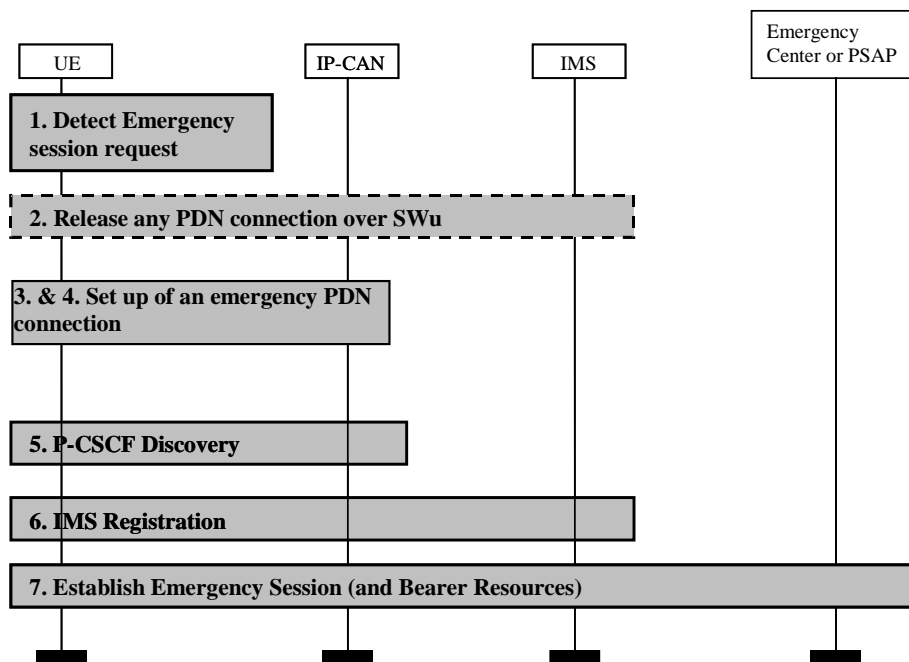 UE
IP-CAN
IMS
Emergency
Center or PSAP
1. Detect Emergency
session request
2. Release any PDN connection over SWu
3. & 4. Set up of an emergency PDN
connection
5. P-CSCF Discovery
6. IMS Registration
7. Establish Emergency Session (and Bearer Resources)